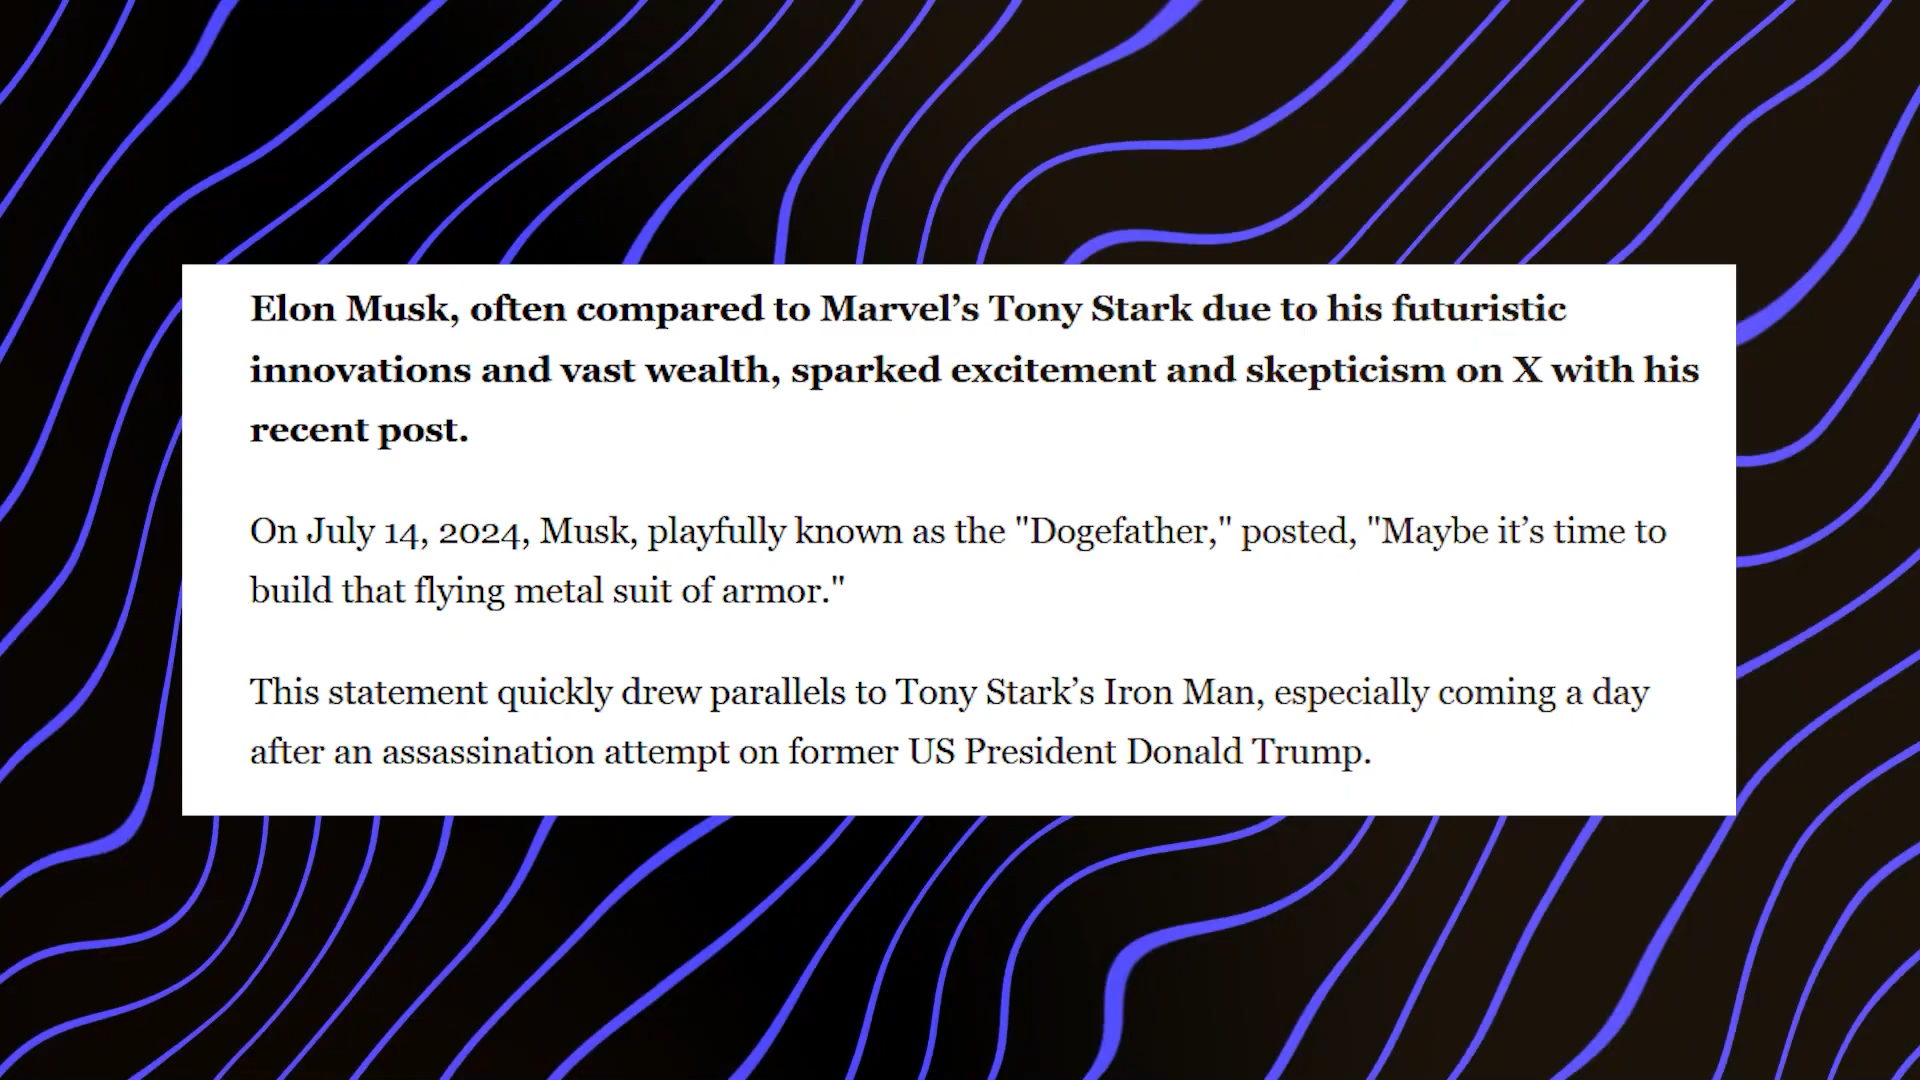 Elon Musk, often compared to Marvel’s Tony Stark due to his futuristic
innovations and vast wealth, sparked excitement and skepticism on X with his
recent post.
On July 14, 2024, Musk, playfully known as the "Dogefather," posted, "Maybe it’s time to
build that flying metal suit of armor."
This statement quickly drew parallels to Tony Stark’s Iron Man, especially coming a day
after an assassination attempt on former US President Donald Trump.